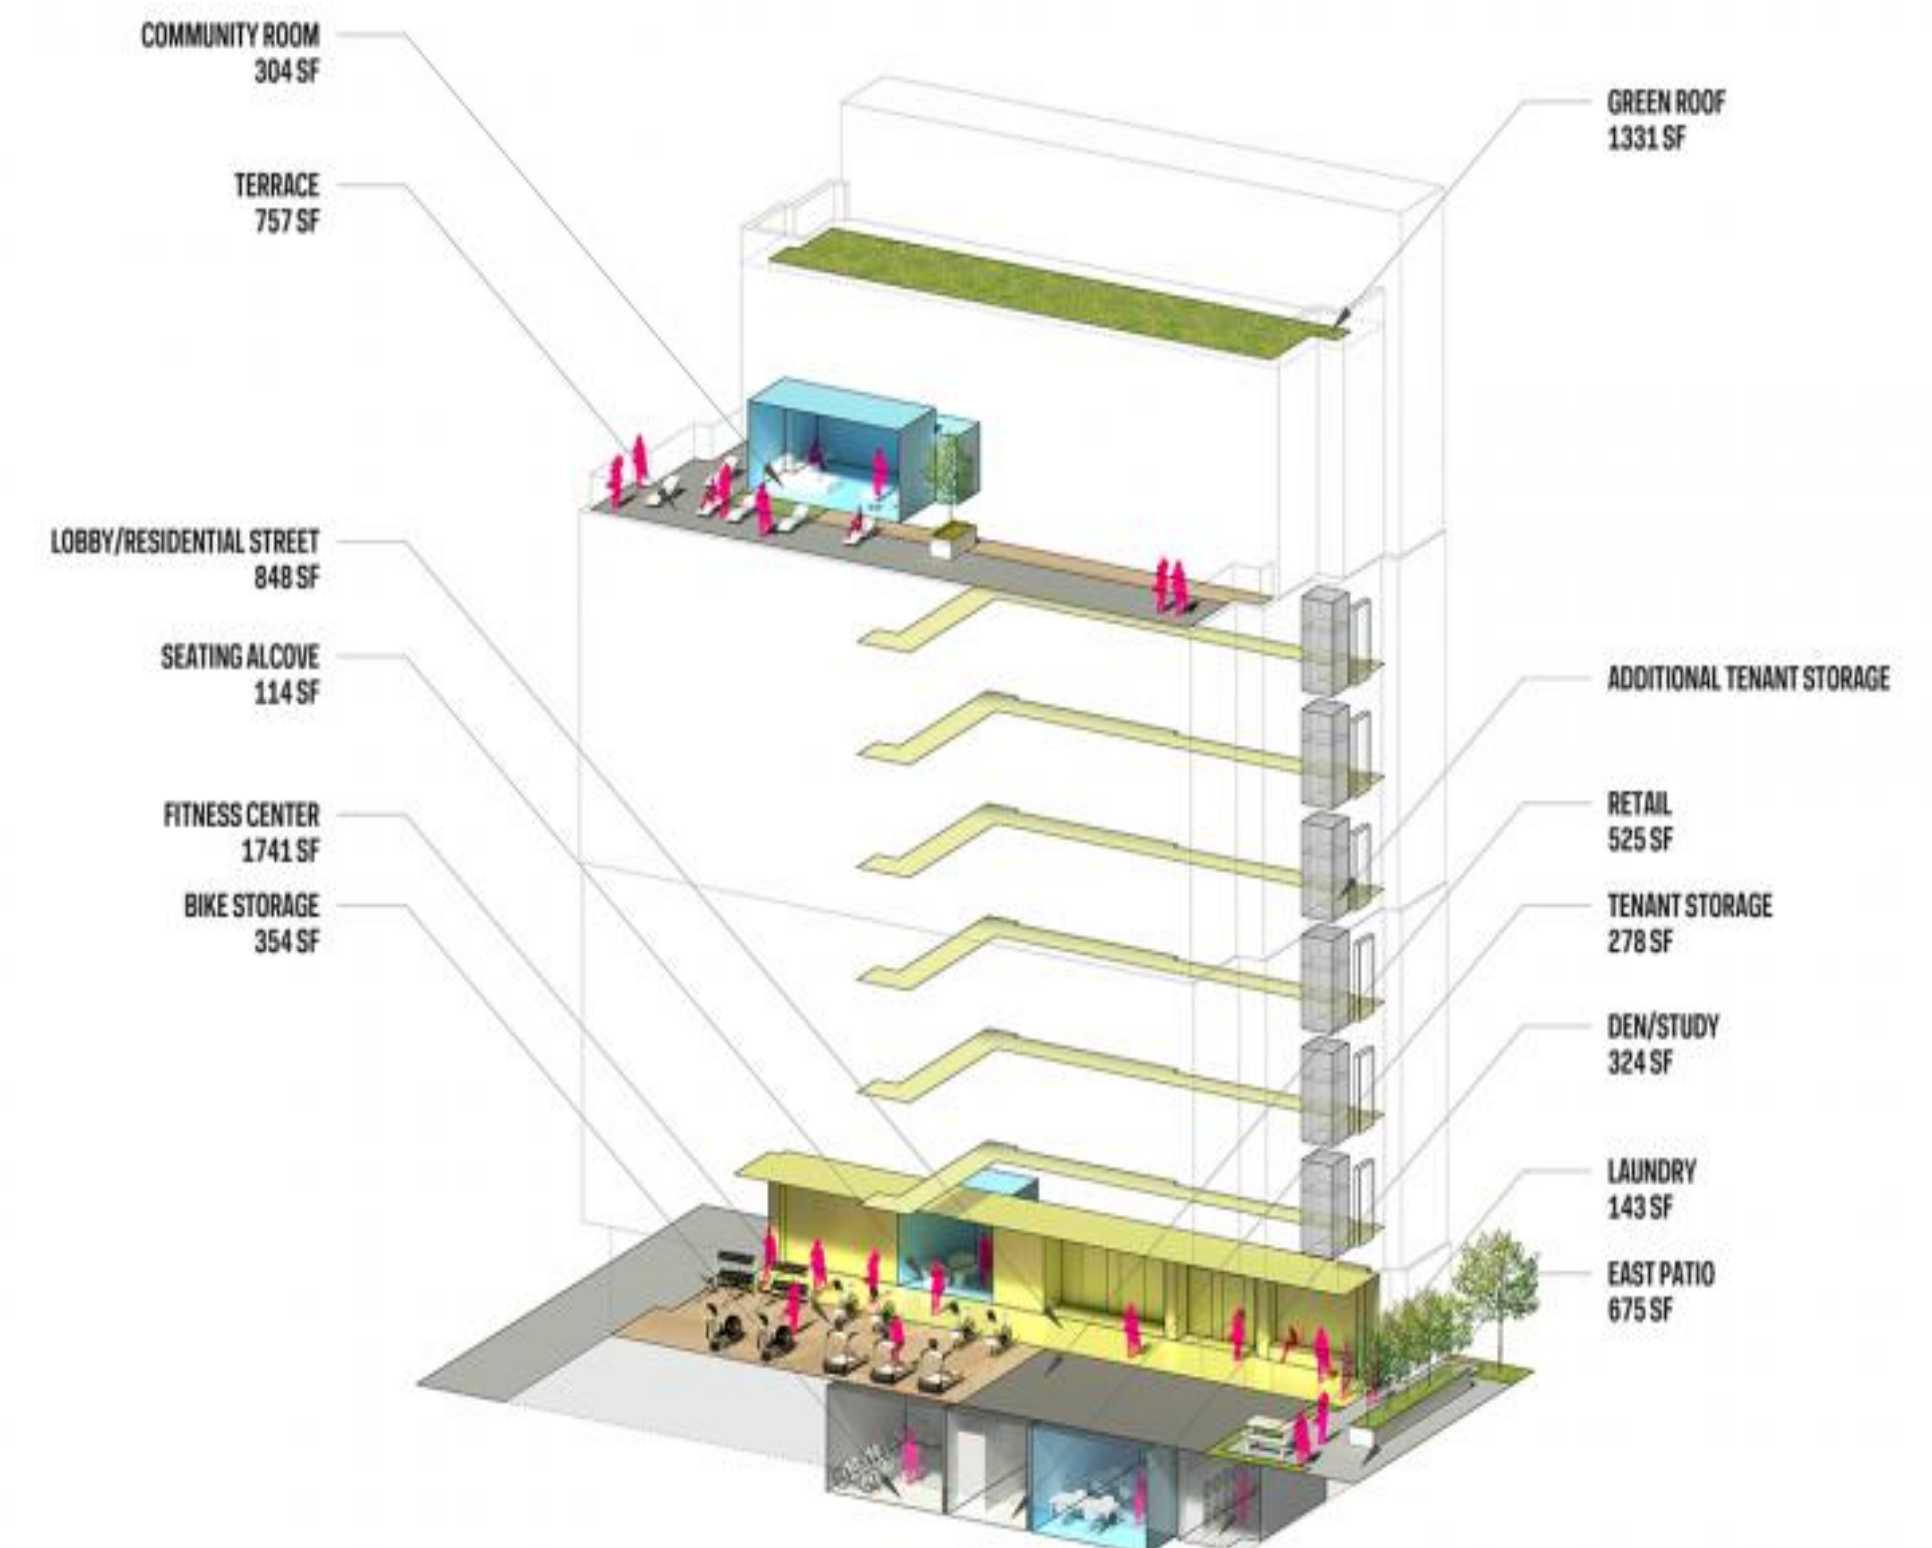 COMMUNITY ROOM
304 SF
TERRACE
757 SF
LOBBY/RESIDENTIAL STREET
848 SF
SEATING ALCOVE
114 SF
FITNESS CENTER
1741 SF
BIKE STORAGE
354 SF
GREEN ROOF
1331 SF
ADDITIONAL TENANT STORAGE
RETAIL
525 SF
TENANT STORAGE
278 SF
DEN/STUDY
324 SF
LAUNDRY
143 SF
EAST PATIO
675 SF